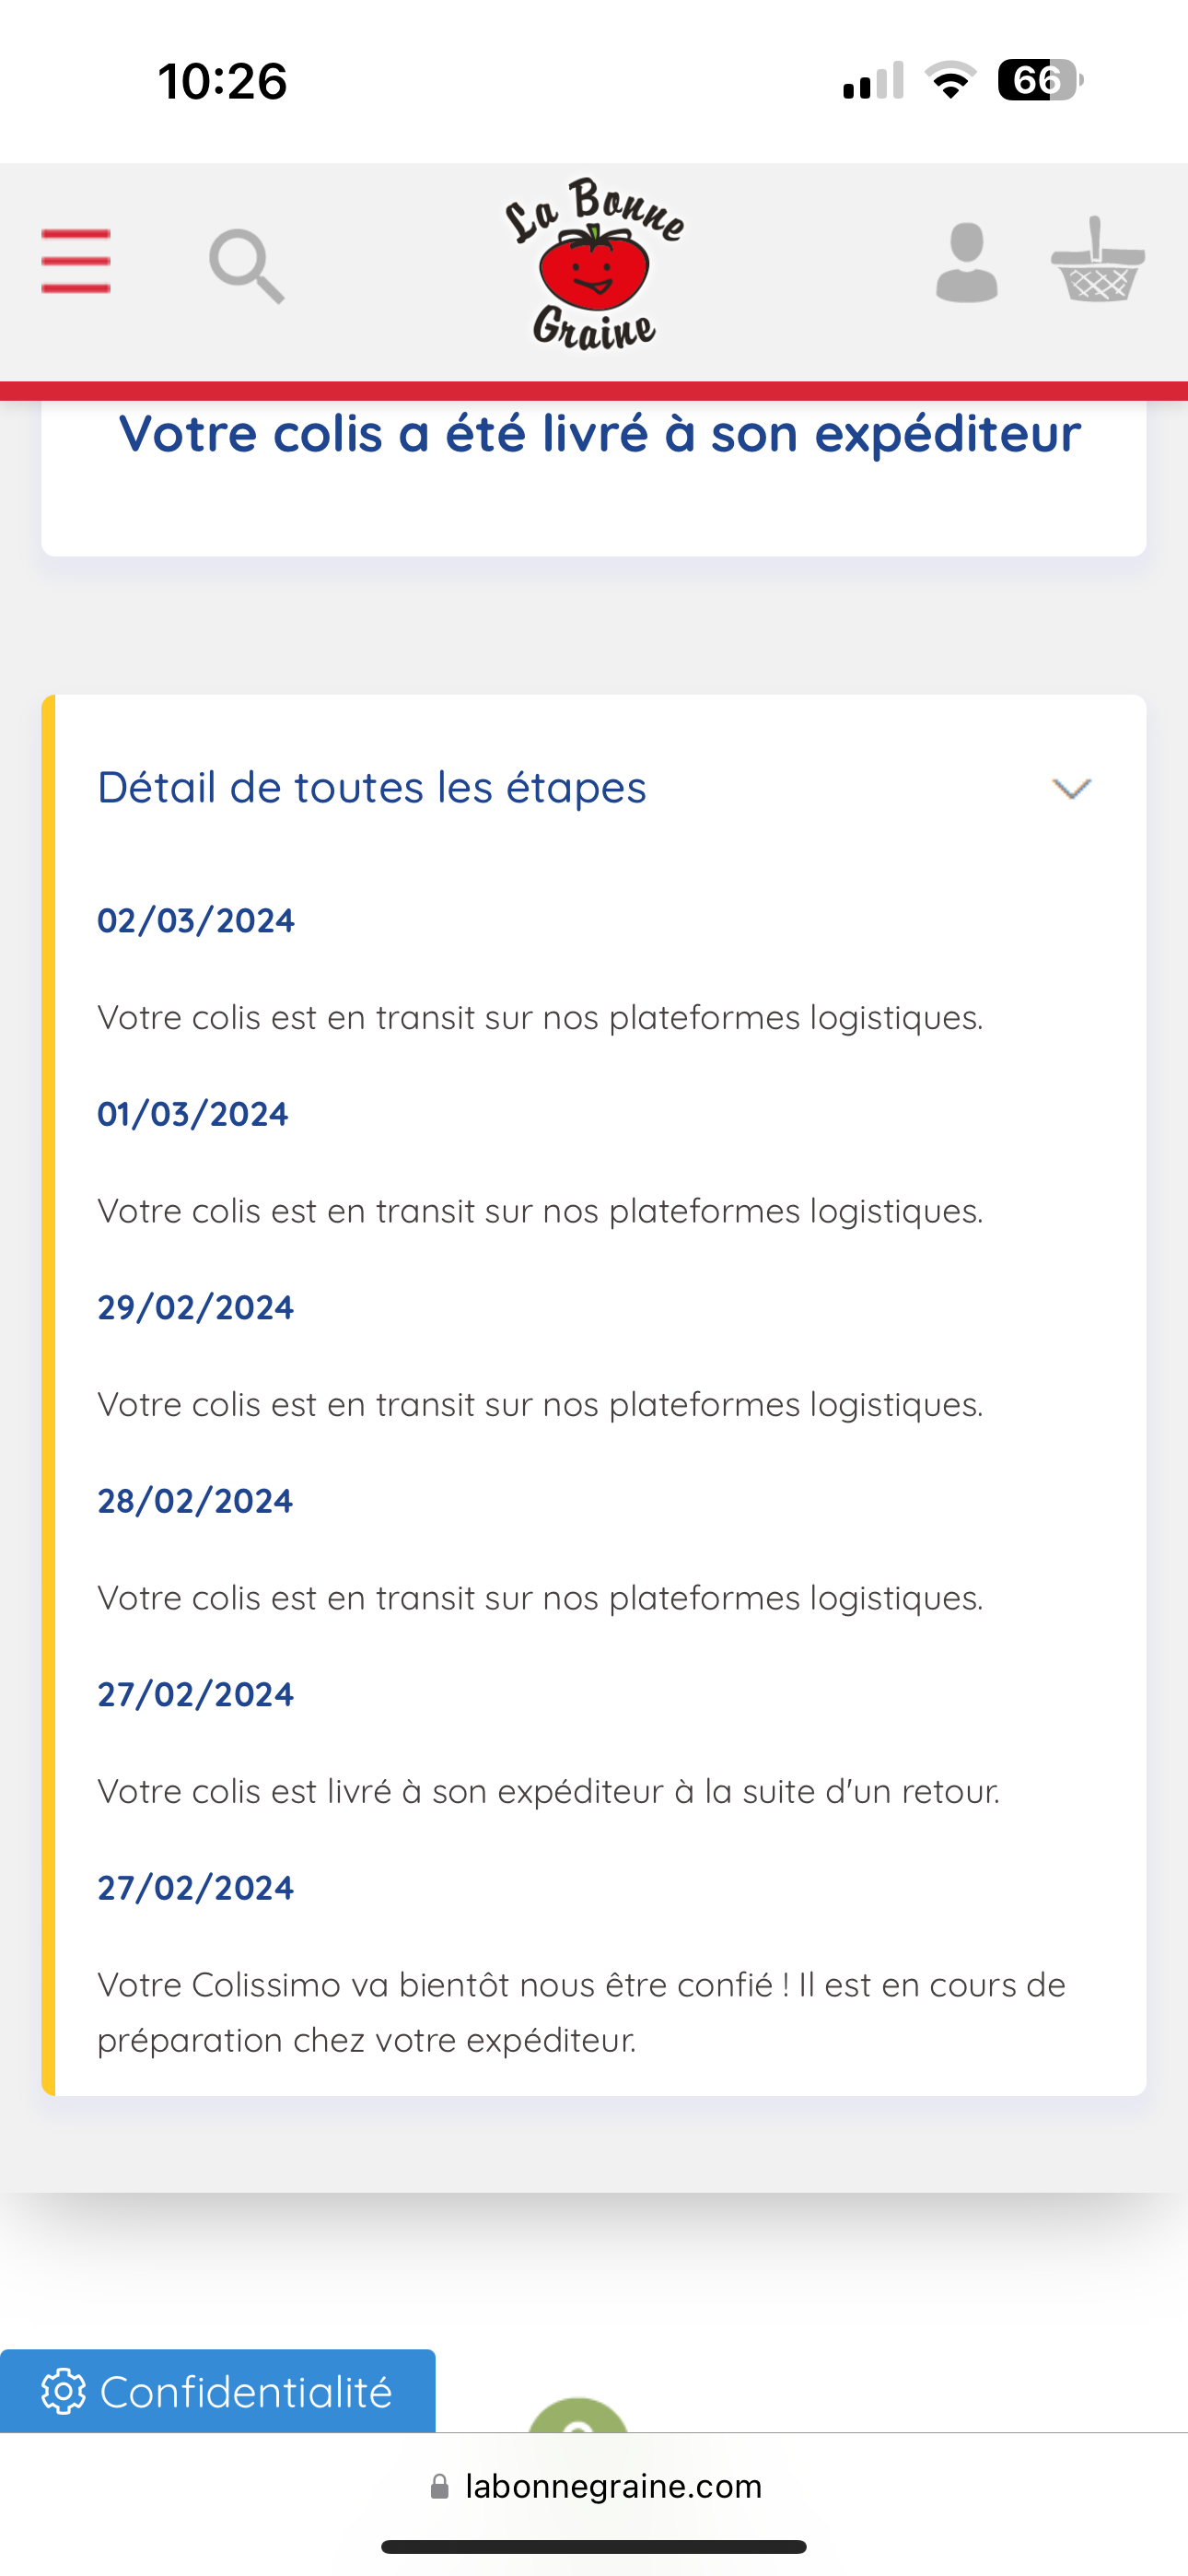 10:26
66
La Bonne
Graine
Votre colis a été livré à son expéditeur
Détail de toutes les étapes
02/03/2024
Votre colis est en transit sur nos plateformes logistiques.
01/03/2024
Votre colis est en transit sur nos plateformes logistiques.
29/02/2024
Votre colis est en transit sur nos plateformes logistiques.
28/02/2024
Votre colis est en transit sur nos plateformes logistiques.
27/02/2024
Votre colis est livré à son expéditeur à la suite d'un retour.
27/02/2024
Votre Colissimo va bientôt nous être confié ! Il est en cours de
préparation chez votre expéditeur.
Confidentialité
labonnegraine.com